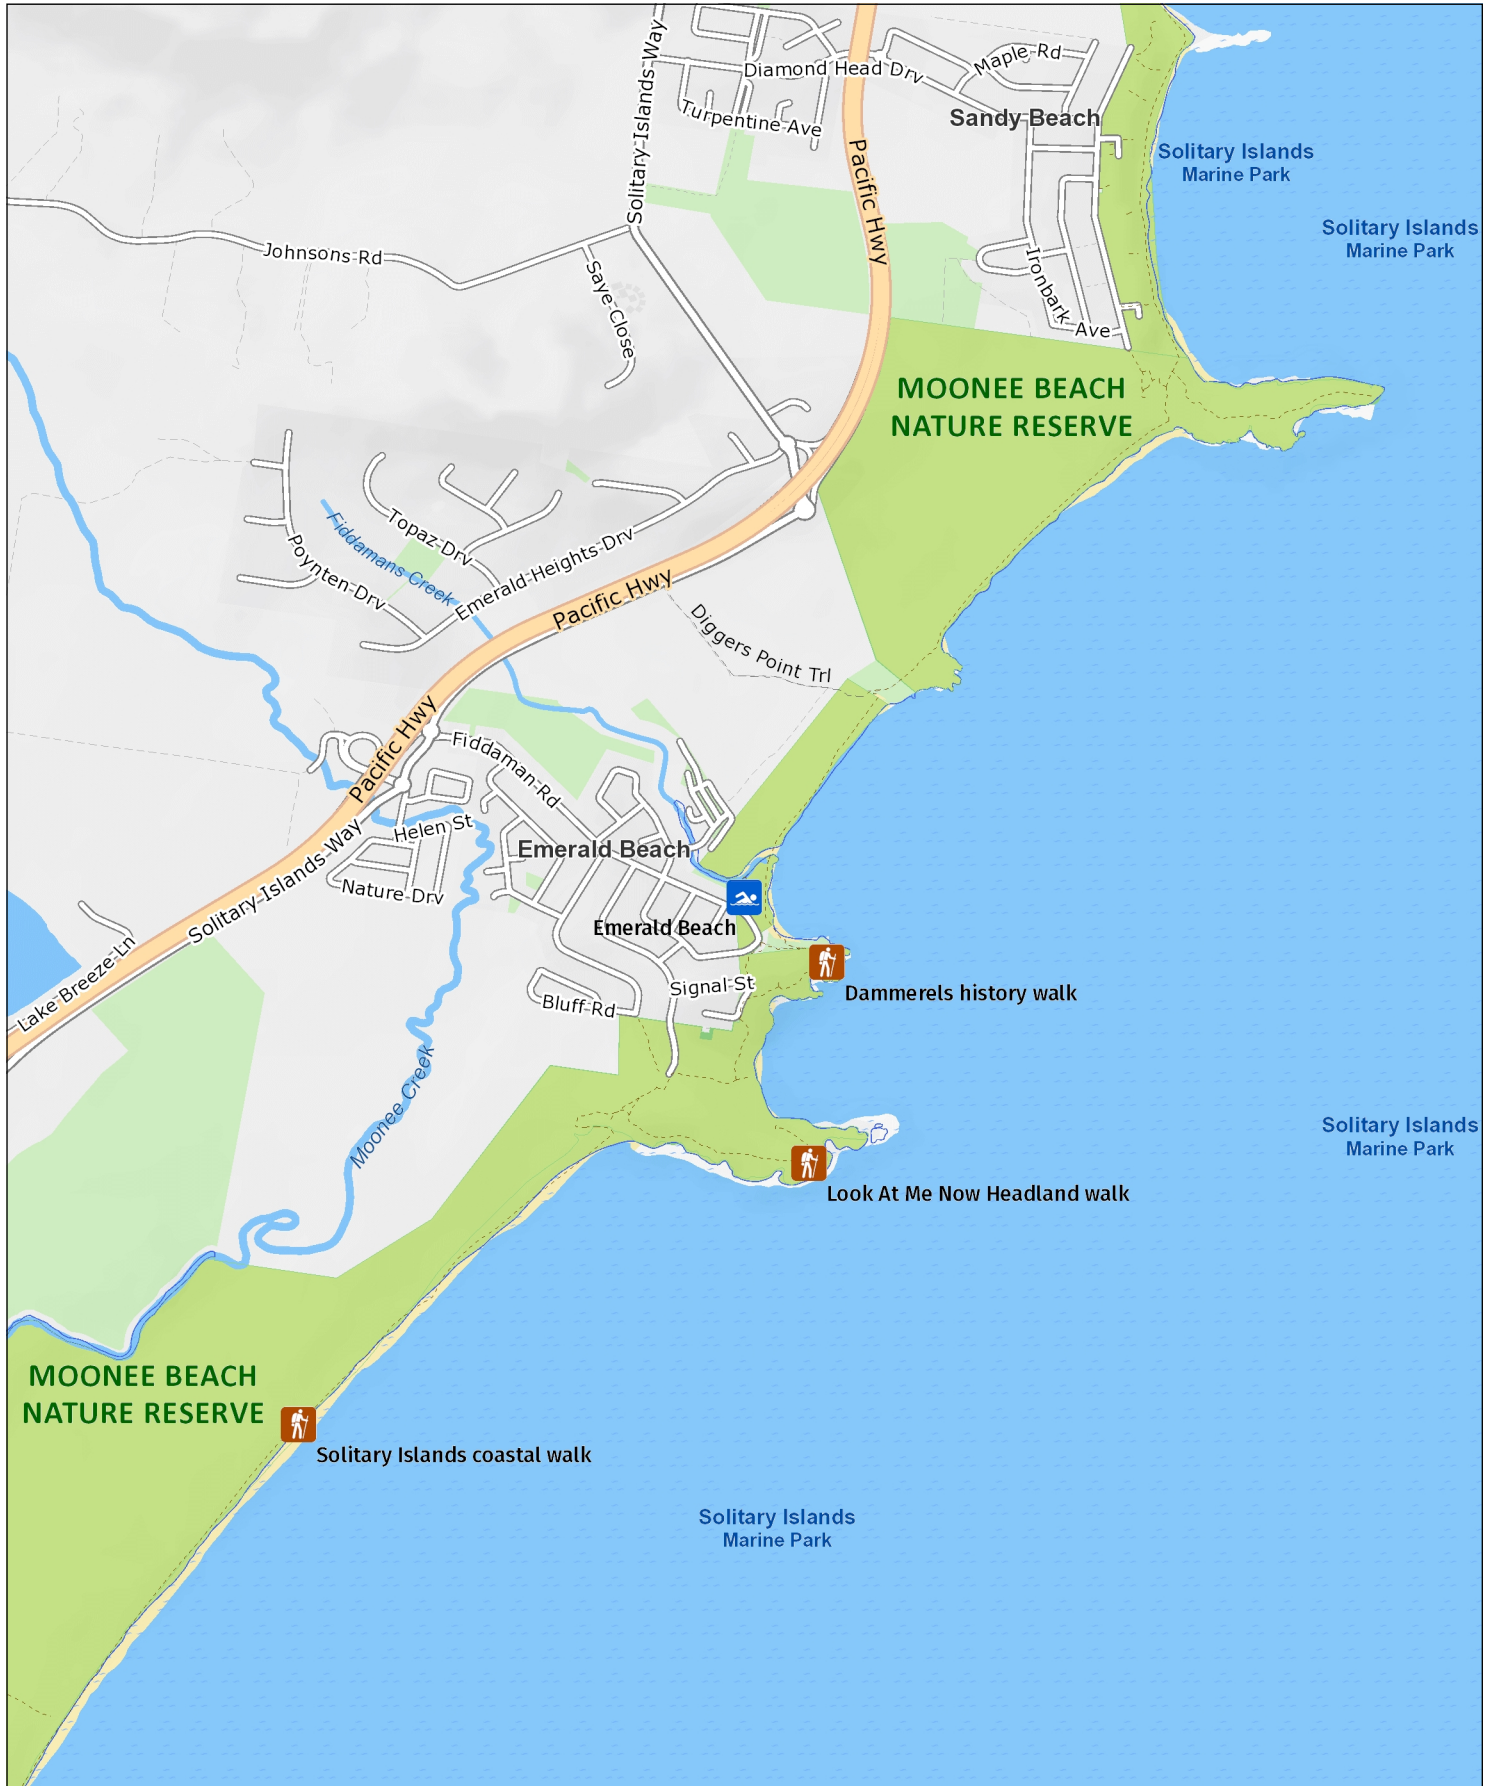 Solitary Islands Way
Diamond Head Drv
Maple Rd
Turpentine Ave
Sandy Beach
Pacific Hwy
Solitary Islands
Marine Park
Solitary Islands
Marine Park
Johnsons Rd
Saye Close
Ironbark Ave
MOONEE BEACH
NATURE RESERVE
Topaz Drv
Fiddamans Creek
Poynten Drv
Emerald Heights Drv
Pacific Hwy
Diggers Point Trl
Pacific Hwy
Fiddaman Rd
Helen St
Emerald Beach
Nature Drv
Solitary Islands Way
Emerald Beach
Lake Breeze Ln
Signal St
Bluff Rd
Dammerels history walk
Moonee Creek
Solitary Islands
Marine Park
Look At Me Now Headland walk
MOONEE BEACH
NATURE RESERVE
Solitary Islands coastal walk
Solitary Islands
Marine Park